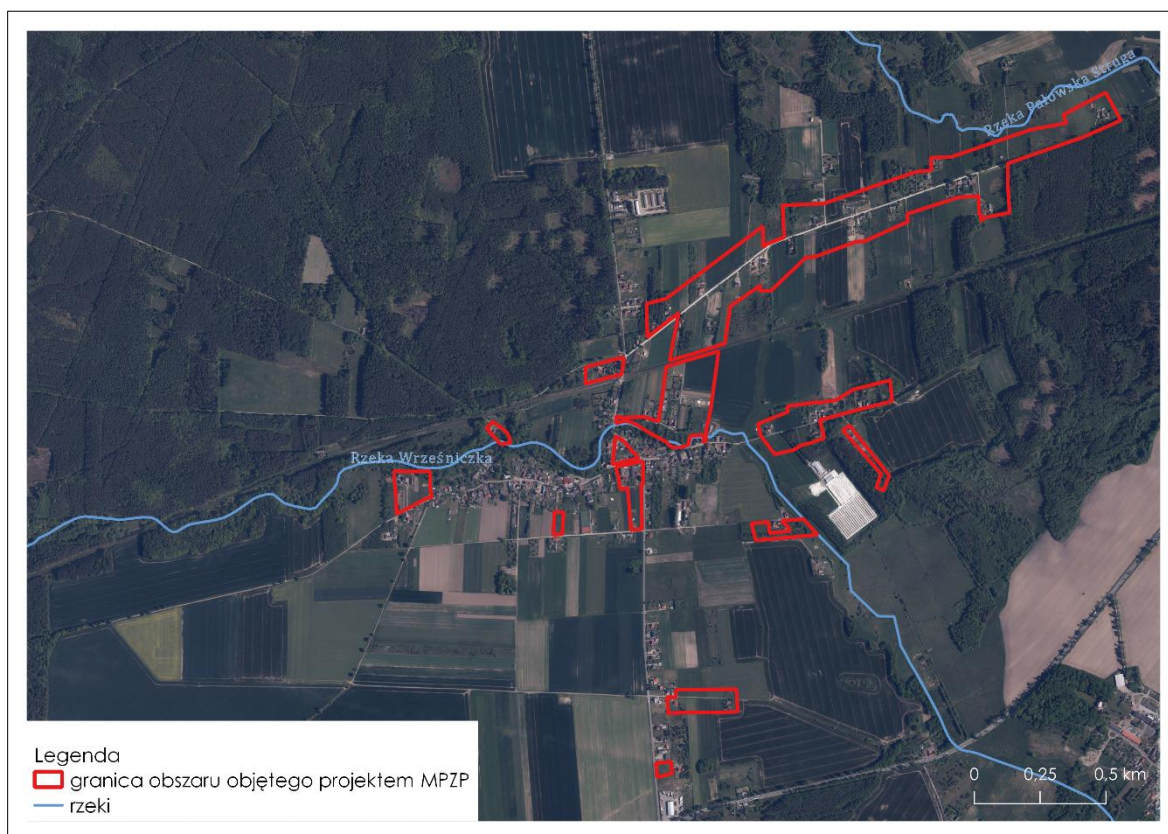 Rzeka Pałowska Struga
Rzeka Wrześniczka
Legenda
granica obszaru objętego projektem MPZP
rzeki
0 0,25 0,5 km